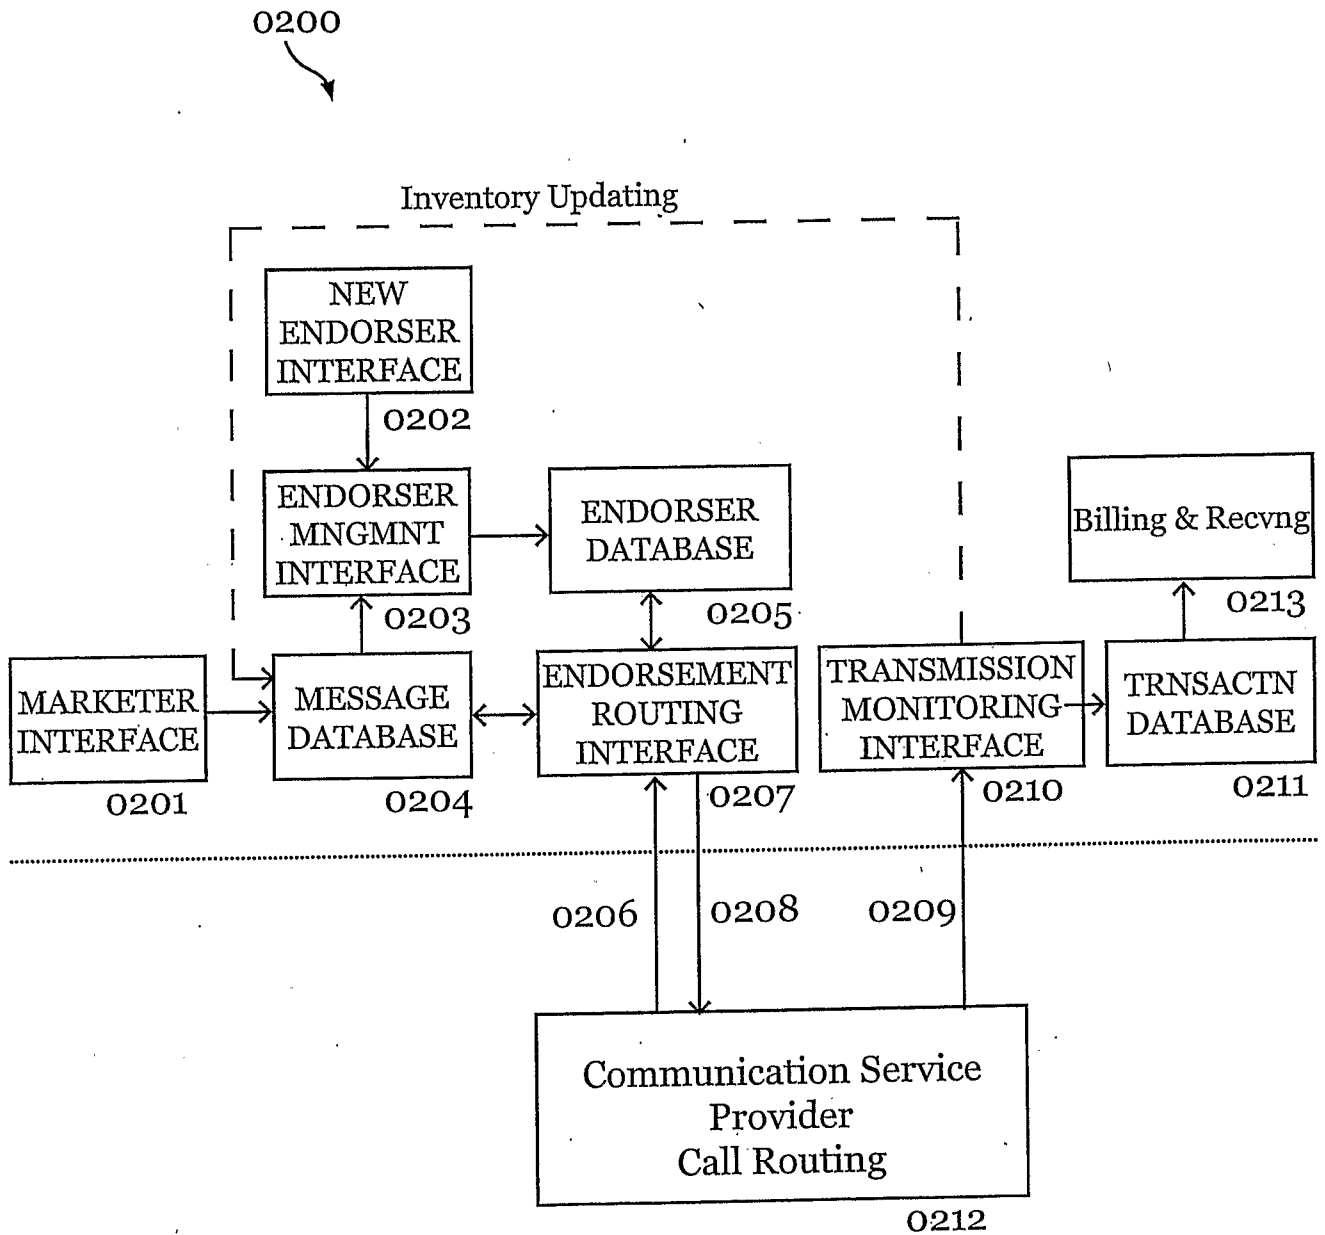 0200
Inventory Updating
NEW
ENDORSER
INTERFACE
0202
ENDORSER
MNGMNT
INTERFACE
0203
ENDORSER
DATABASE
0205
Billing & Recvng
0213
MARKETER
INTERFACE
0201
MESSAGE
DATABASE
0204
ENDORSEMENT
ROUTING
INTERFACE
0207
TRANSMISSION
MONITORING
INTERFACE
0210
TRNSACTN
DATABASE
0211
0206
0208
0209
Communication Service
Provider
Call Routing
0212